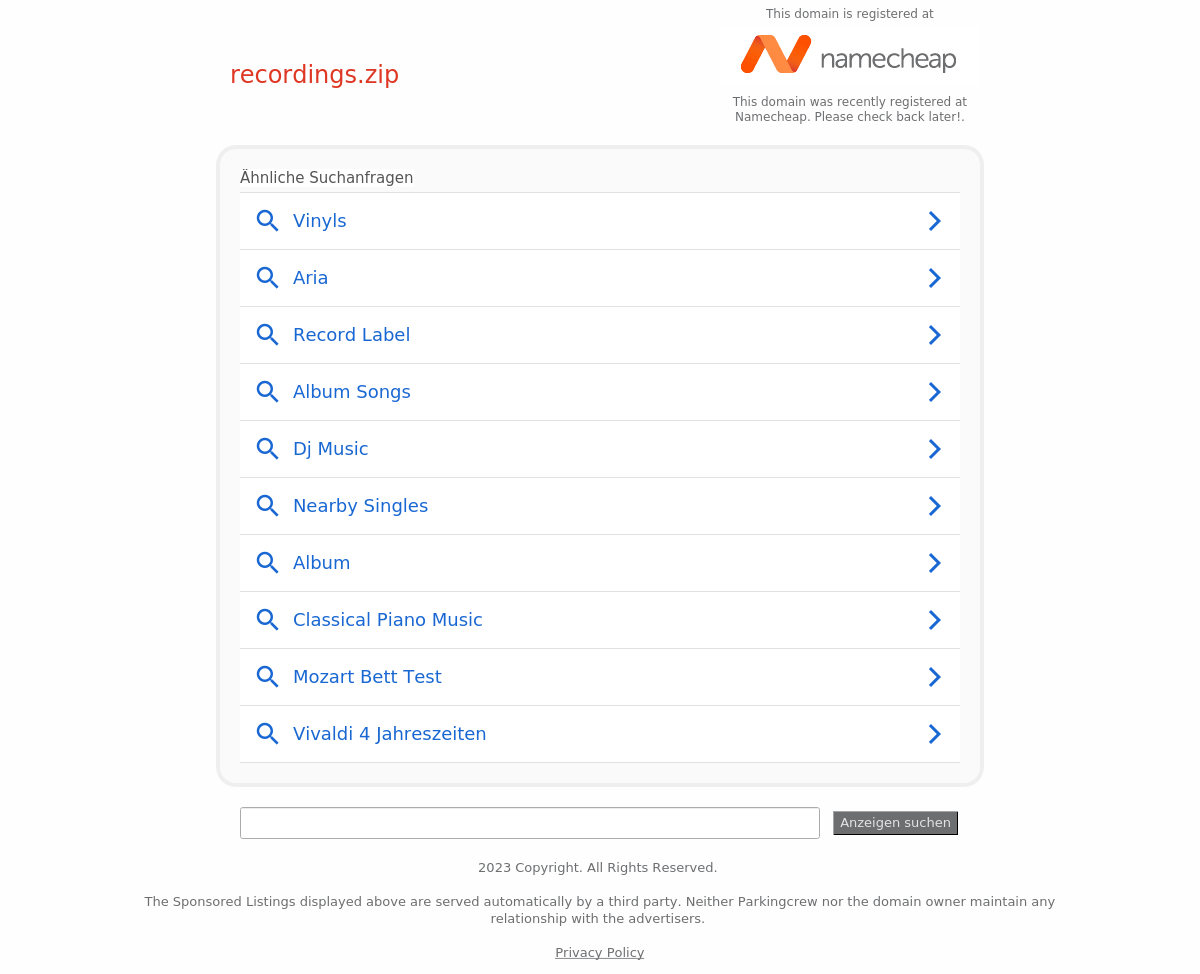 This domain is registered at
namecheap
recordings.zip
This domain was recently registered at
Namecheap. Please check back later!.
Ähnliche Suchanfragen
Vinyls
Aria
Record Label
Album Songs
Dj Music
Nearby Singles
Album
Classical Piano Music
Mozart Bett Test
Vivaldi 4 Jahreszeiten
Anzeigen suchen
2023 Copyright. All Rights Reserved.
The Sponsored Listings displayed above are served automatically by a third party. Neither Parkingcrew nor the domain owner maintain any
relationship with the advertisers.
Privacy Policy